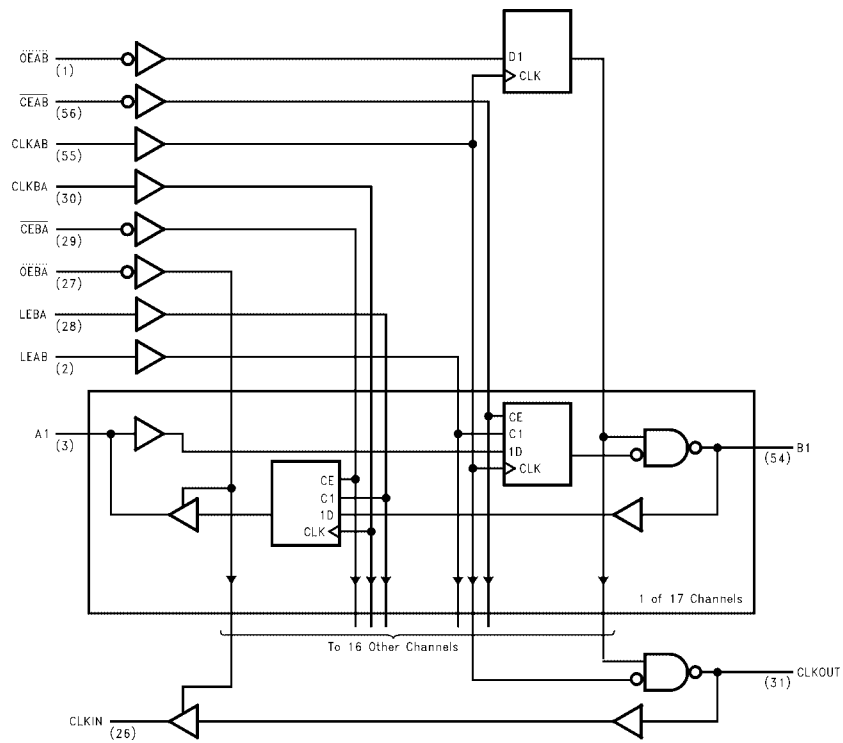 OEAB
(1)
D1
CLK
CEAB
(56)
CLKAB
(55)
CLKBA
(30)
CEBA
(29)
OEBA
(27)
LEBA
(28)
LEAB
(2)
A1
(3)
CE
C1
1D
CLK
B1
(54)
CE
C1
1D
CLK
1 of 17 Channels
To 16 Other Channels
CLKOUT
(31)
CLKIN
(26)